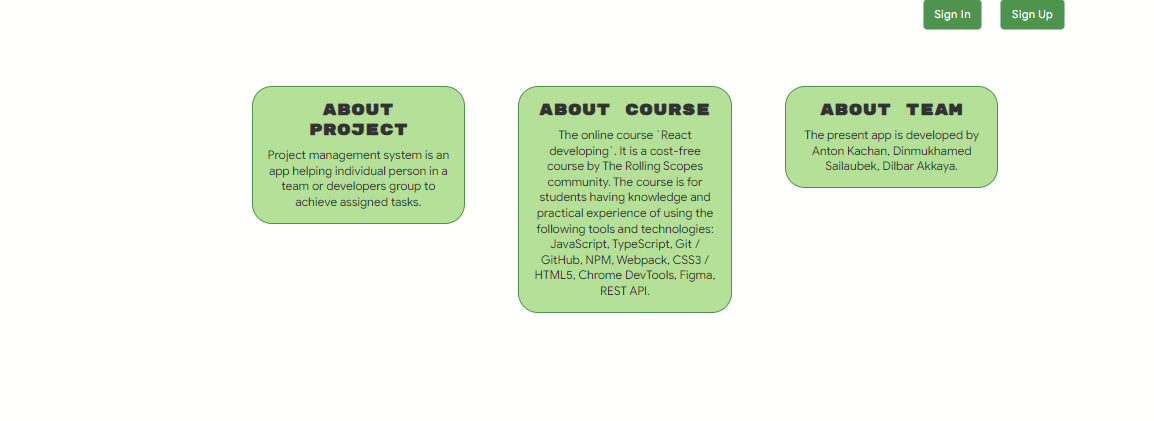 Sign In
Sign Up
ABOUT
PROJECT
Project management system is an
app helping individual person in a
team or developers group to
achieve assigned tasks.
ABOUT COURSE
The online course `React
developing`. It is a cost-free
course by The Rolling Scopes
community. The course is for
students having knowledge and
practical experience of using the
following tools and technologies:
JavaScript, TypeScript, Git /
GitHub, NPM, Webpack, CSS3 /
HTML5, Chrome DevTools, Figma,
REST API.
ABOUT TEAM
The present app is developed by
Anton Kachan, Dinmukhamed
Sailaubek, Dilbar Akkaya.